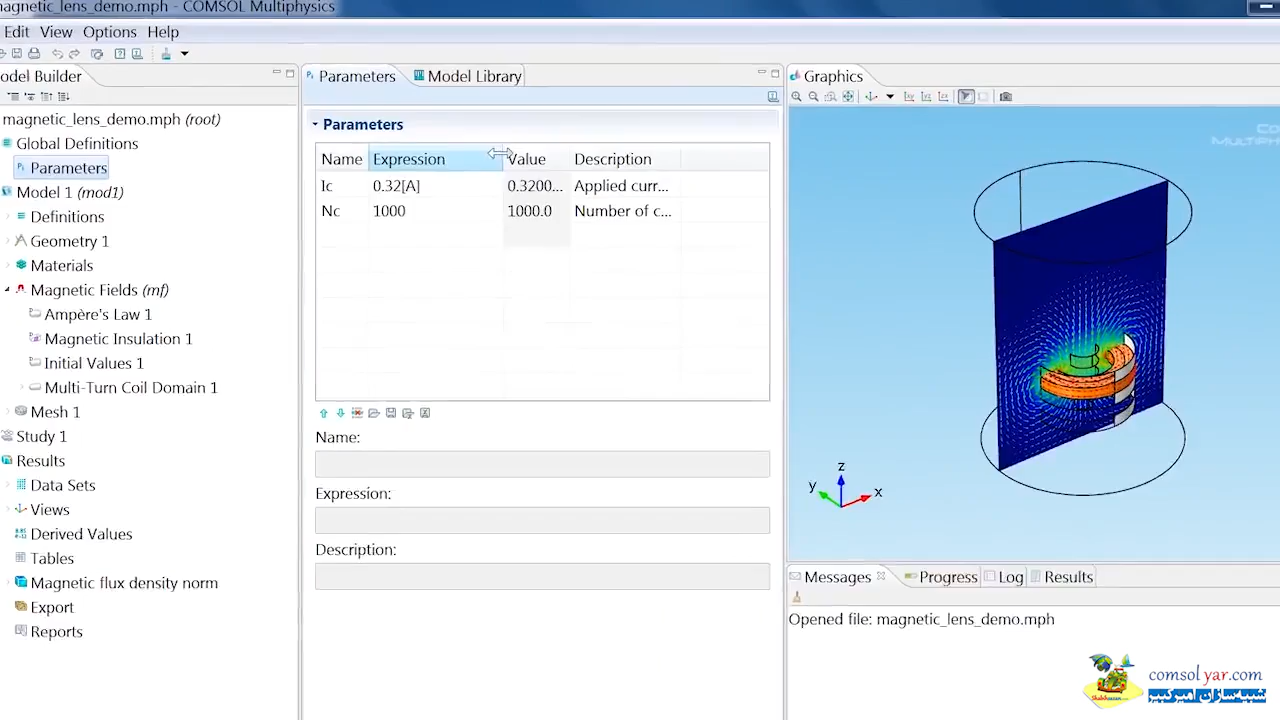 magnetic_lens_demo.mph - COMSOL Multiphysics
Edit View Options Help
odel Builder
magnetic_lens_demo.mph (root)
Global Definitions
Parameters
Model 1 (mod1)
Definitions
Geometry 1
Materials
Magnetic Fields (mf)
Ampère's Law 1
Magnetic Insulation 1
Initial Values 1
Multi-Turn Coil Domain 1
Mesh 1
Study 1
Results
Data Sets
Views
Derived Values
Tables
Magnetic flux density norm
Export
Reports
Parameters Model Library
Parameters
Name Expression Value Description
Ic 0.32[A] 0.3200... Applied curr...
Nc 1000 1000.0 Number of c...
Name:
Expression:
Description:
Graphics
z
y
x
Messages Progress Log Results
Opened file: magnetic_lens_demo.mph
comsol yar.com